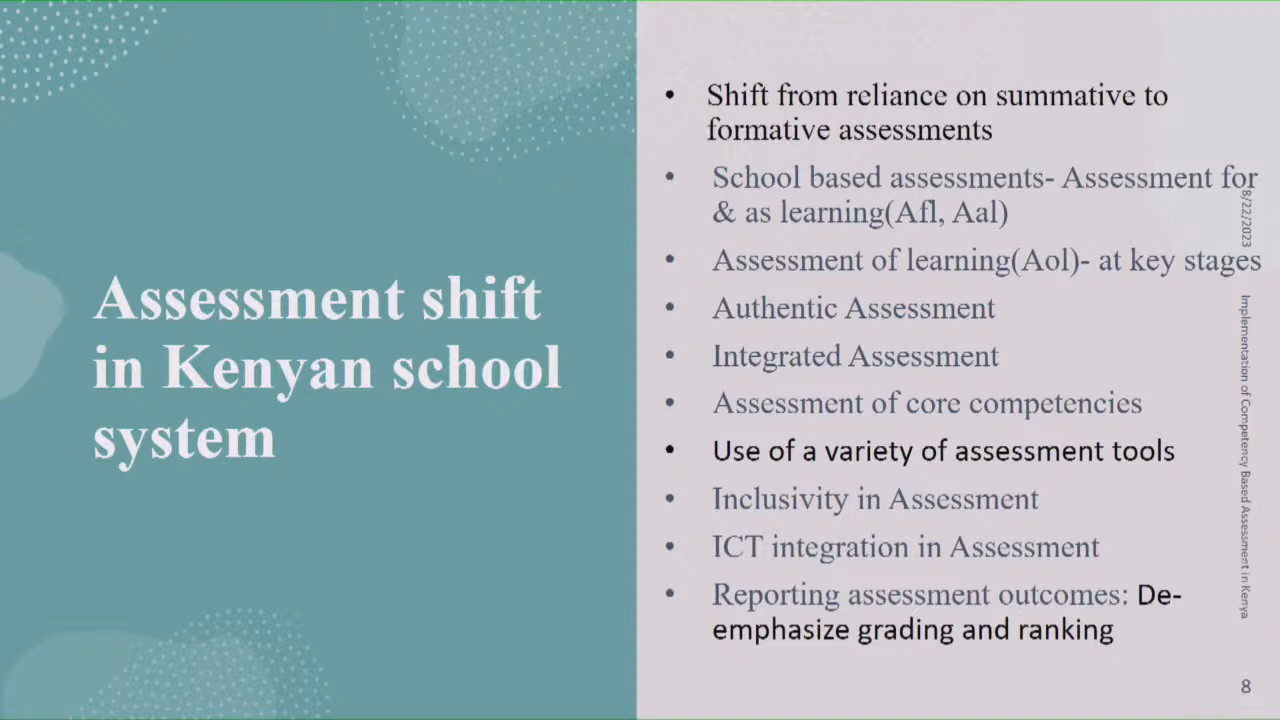 Assessment shift
in Kenyan school
system
• Shift from reliance on summative to
formative assessments
• School based assessments- Assessment for
& as learning(Afl, Aal)
• Assessment of learning(Aol)- at key stages
• Authentic Assessment
• Integrated Assessment
• Assessment of core competencies
• Use of a variety of assessment tools
• Inclusivity in Assessment
• ICT integration in Assessment
• Reporting assessment outcomes: De-
emphasize grading and ranking
8/22/2023
Implementation of Competency Based Assessment in Kenya
8